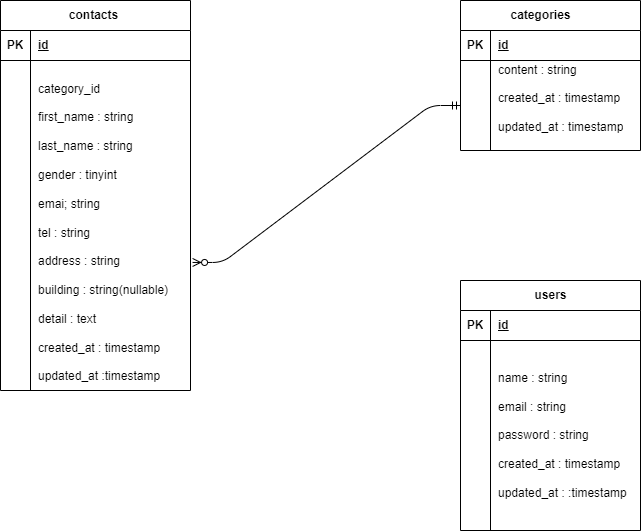 contacts
PK id
category_id
first_name : string
last_name : string
gender : tinyint
emai; string
tel : string
address : string
building : string(nullable)
detail : text
created_at : timestamp
updated_at :timestamp
categories
PK id
content : string
created_at : timestamp
updated_at : timestamp
users
PK id
name : string
email : string
password : string
created_at : timestamp
updated_at : :timestamp